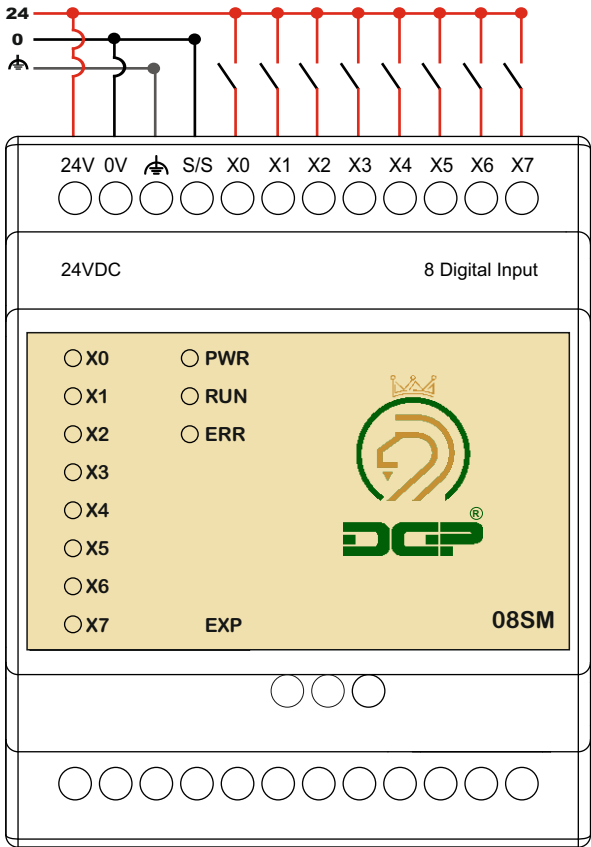 24
0
24V 0V S/S X0 X1 X2 X3 X4 X5 X6 X7
24VDC 8 Digital Input
X0 PWR
X1 RUN
X2 ERR
X3
X4
X5
X6
X7 EXP
DGP ®
08SM